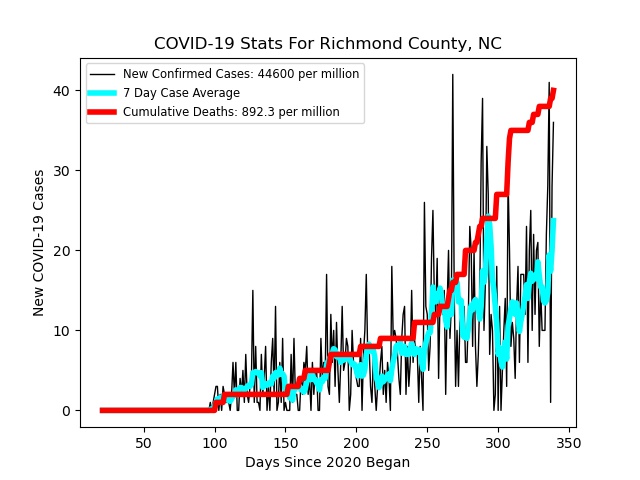 COVID-19 Stats For Richmond County, NC
New Confirmed Cases: 44600 per million
7 Day Case Average
Cumulative Deaths: 892.3 per million
40
30
20
10
0
New COVID-19 Cases
50 100 150 200 250 300 350
Days Since 2020 Began